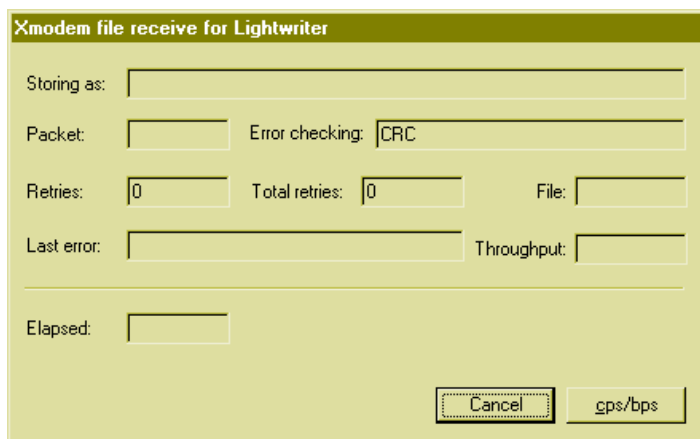 Xmodem file receive for Lightwriter
Storing as:
Packet: Error checking: CRC
Retries: 0 Total retries: 0 File:
Last error: Throughput:
Elapsed:
Cancel cps/bps